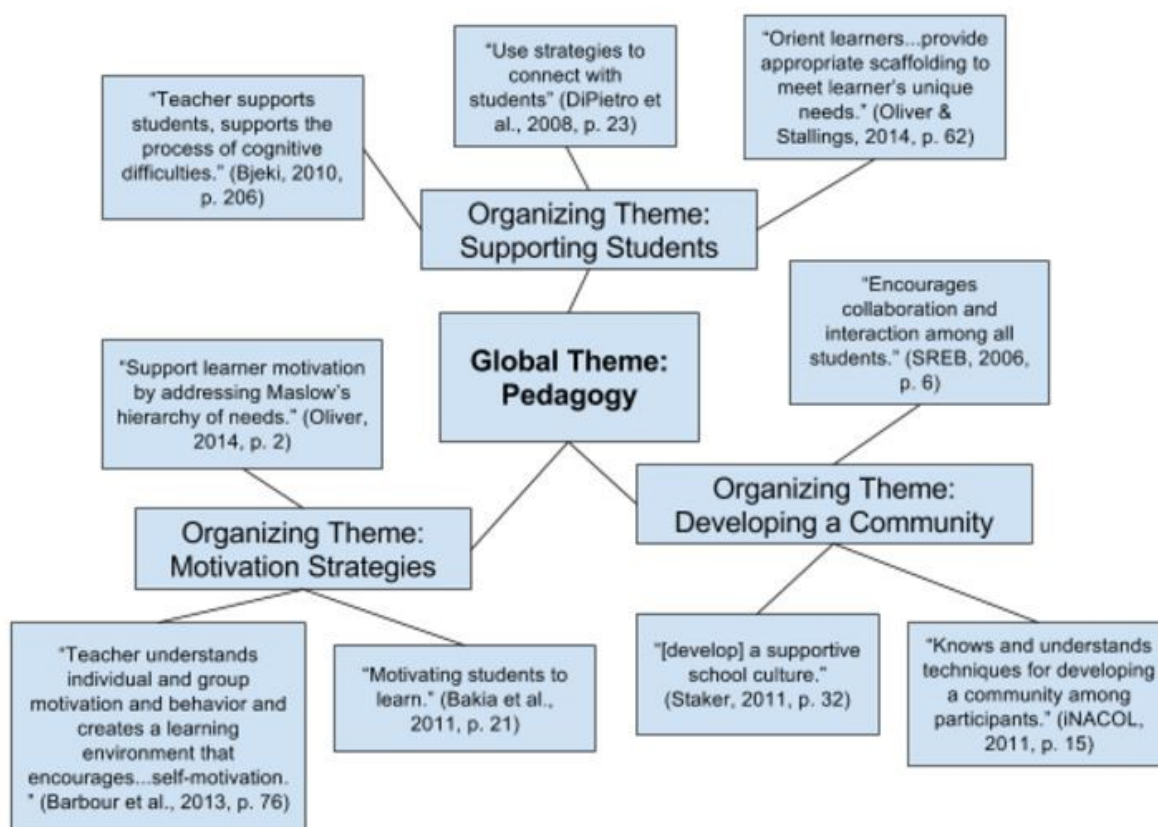 “Teacher supports
students, supports the
process of cognitive
difficulties.” (Bjeki, 2010,
p. 206)
“Use strategies to
connect with
students” (DiPietro et
al., 2008, p. 23)
“Orient learners...provide
appropriate scaffolding to
meet learner’s unique
needs.” (Oliver &
Stallings, 2014, p. 62)
Organizing Theme:
Supporting Students
“Encourages
collaboration and
interaction among all
students.” (SREB, 2006,
p. 6)
Global Theme:
Pedagogy
“Support learner motivation
by addressing Maslow’s
hierarchy of needs.” (Oliver,
2014, p. 2)
Organizing Theme:
Developing a Community
Organizing Theme:
Motivation Strategies
“Teacher understands
individual and group
motivation and behavior and
creates a learning
environment that
encourages...self-motivation.
” (Barbour et al., 2013, p. 76)
“Motivating students to
learn.” (Bakia et al.,
2011, p. 21)
“[develop] a supportive
school culture.”
(Staker, 2011, p. 32)
“Knows and understands
techniques for developing
a community among
participants.” (iNACOL,
2011, p. 15)